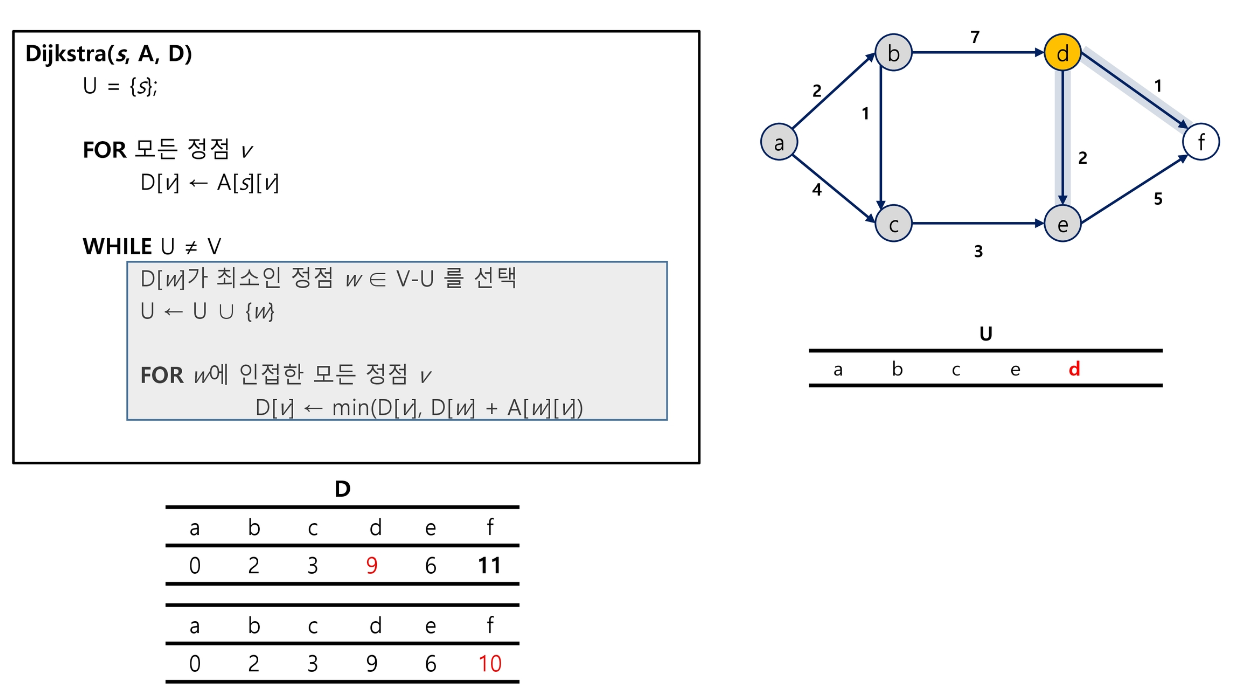 Dijkstra(s, A, D)
U = {s};
FOR 모든 정점 v
D[v] ← A[s][v]
WHILE U ≠ V
D[w]가 최소인 정점 w ∈ V-U 를 선택
U ← U ∪ {w}
FOR w에 인접한 모든 정점 v
D[v] ← min(D[v], D[w] + A[w][v])
D
a b c d e f
0 2 3 9 6 11
a b c d e f
0 2 3 9 6 10
7
b d
2 1 1
a f
4 2 5
c e
3
U
a b c e d